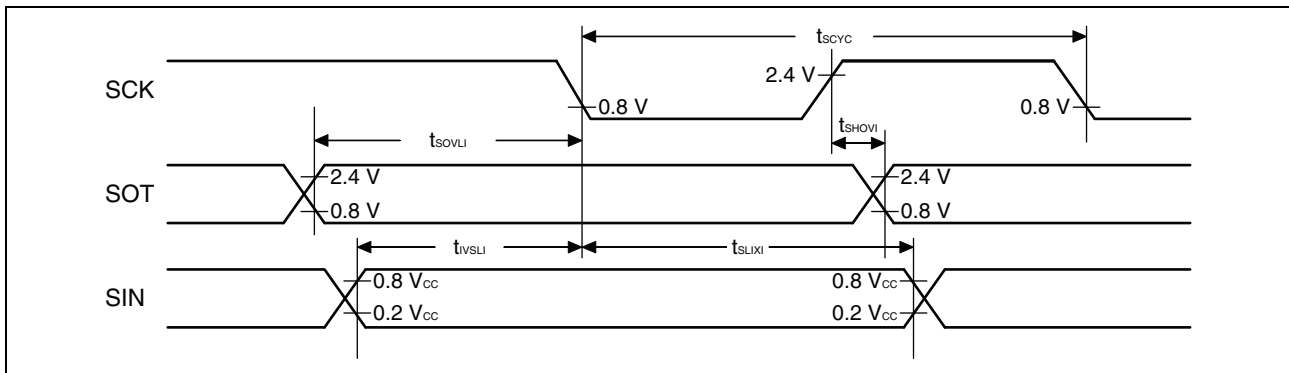 tSCYC
SCK
2.4 V
0.8 V
0.8 V
tSHOVI
tSOVLI
SOT
2.4 V
2.4 V
0.8 V
0.8 V
tIVSLI
tSLIXI
SIN
0.8 VCC
0.8 VCC
0.2 VCC
0.2 VCC